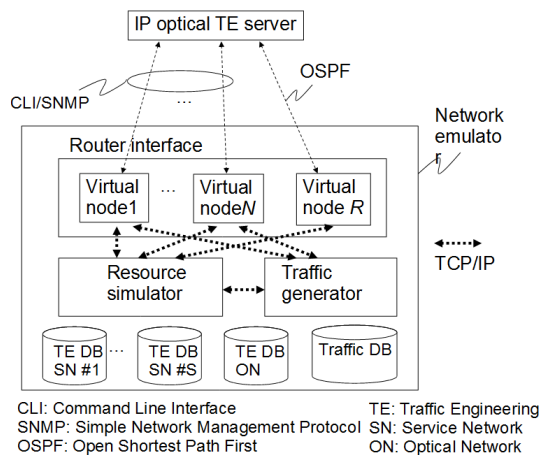 IP optical TE server
OSPF
CLI/SNMP
...
Network
emulato
r
Router interface
Virtual
node1
...
Virtual
nodeN
Virtual
node R
TCP/IP
Resource
simulator
Traffic
generator
TE DB
SN #1
...
TE DB
SN #S
TE DB
ON
Traffic DB
CLI: Command Line Interface
SNMP: Simple Network Management Protocol
OSPF: Open Shortest Path First
TE: Traffic Engineering
SN: Service Network
ON: Optical Network